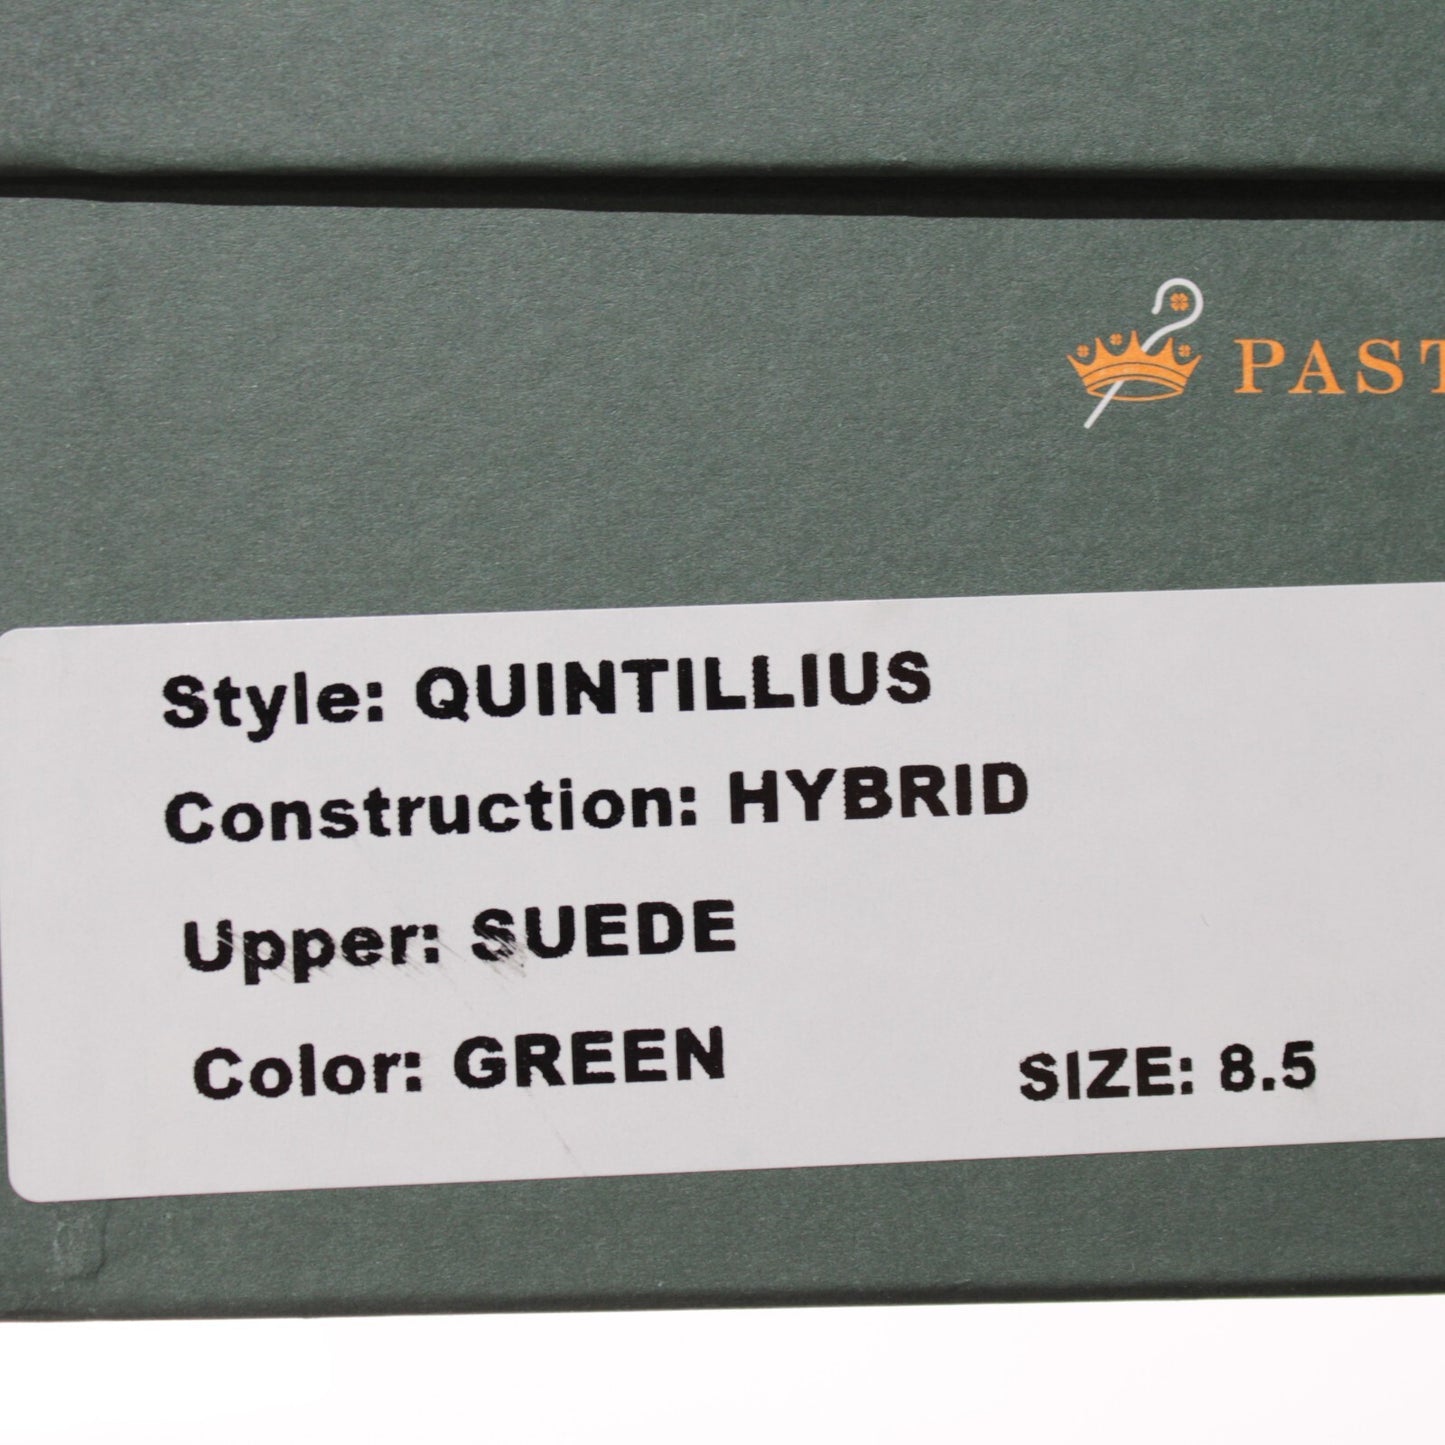 PAST
Style: QUINTILLIUS
Construction: HYBRID
Upper: SUEDE
Color: GREEN SIZE: 8.5